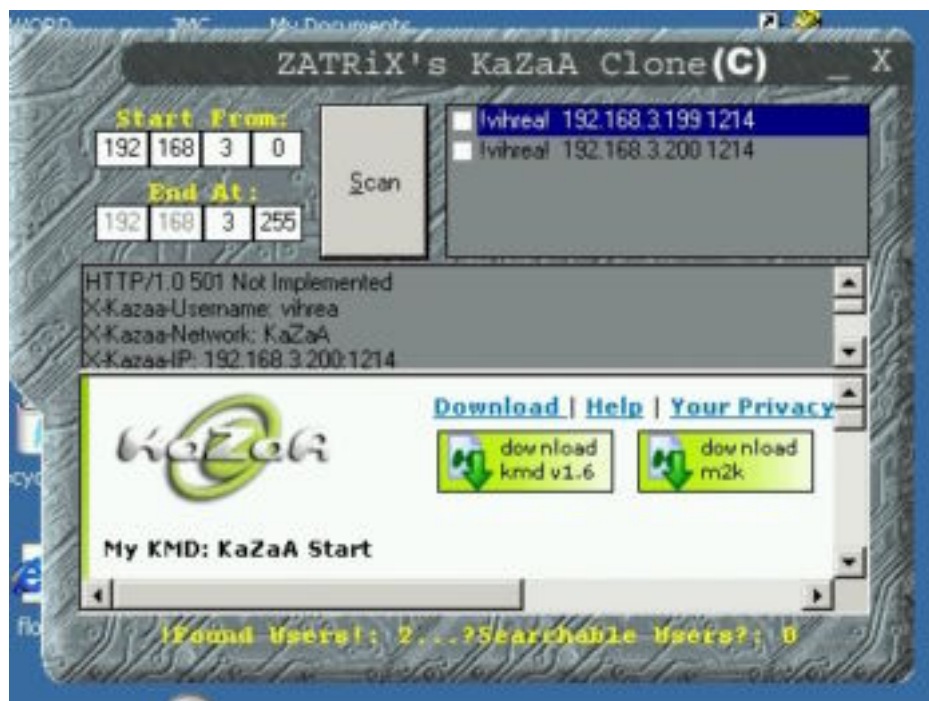 WORD JMC My Documents
ZATRiX's KaZaA Clone(C) _ X
Start From:
192 168 3 0
End At:
192 168 3 255
Scan
!vihrea! 192.168.3.199 1214
!vihrea! 192.168.3.200 1214
HTTP/1.0 501 Not Implemented
X-Kazaa-Username: vihrea
X-Kazaa-Network: KaZaA
X-Kazaa-IP: 192.168.3.200:1214
Download | Help | Your Privacy
KaZaA
download
kmd v1.6
download
m2k
My KMD: KaZaA Start
!Found Users!: 2...?Searchable Users?: 0